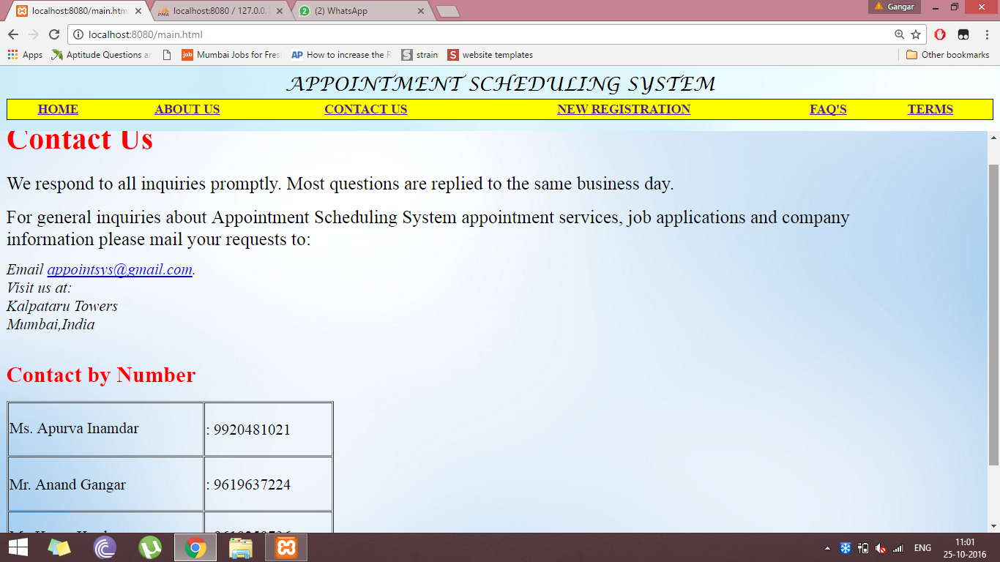 localhost:8080/main.htm
localhost:8080 / 127.0.0.1
(2) WhatsApp
Gangar
localhost:8080/main.html
Apps
Aptitude Questions
Mumbai Jobs for Fres
How to increase the R
strain
website templates
Other bookmarks
APPOINTMENT SCHEDULING SYSTEM
HOME ABOUT US CONTACT US NEW REGISTRATION FAQ'S TERMS
Contact Us
We respond to all inquiries promptly. Most questions are replied to the same business day.
For general inquiries about Appointment Scheduling System appointment services, job applications and company
information please mail your requests to:
Email appointsys@gmail.com.
Visit us at:
Kalpataru Towers
Mumbai,India
Contact by Number
Ms. Apurva Inamdar : 9920481021
Mr. Anand Gangar : 9619637224
ENG
11:01
25-10-2016